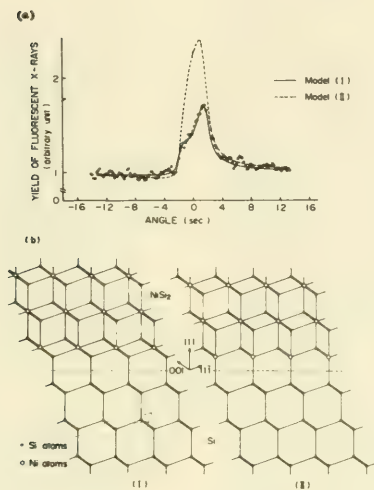 (a)
YIELD OF FLUORESCENT X-RAYS
(arbitrary unit)
2
1
0
-16 -12 -8 -4 0 4 8 12 16
ANGLE (sec)
Model (I)
Model (II)
(b)
NiSi2
111
001
Si
Si atoms
Ni atoms
(I)
(II)